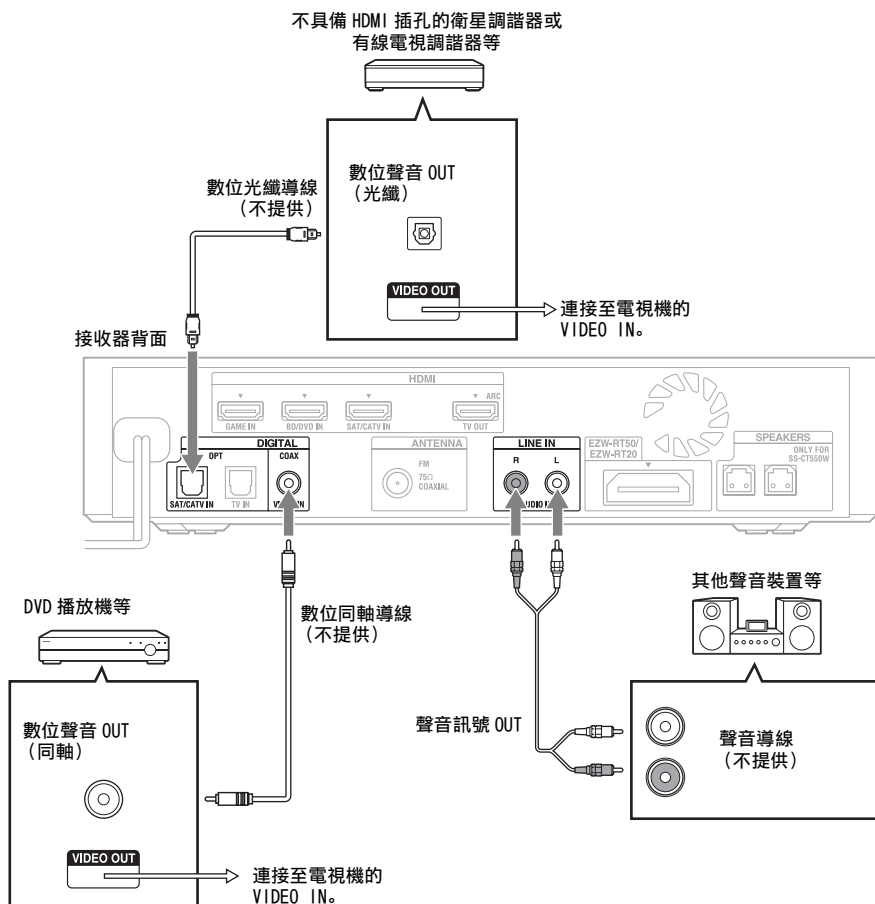 不具備 HDMI 插孔的衛星調諧器或
有線電視調諧器等
數位聲音 OUT
（光纖）
數位光纖導線
（不提供）
VIDEO OUT
連接至電視機的
VIDEO IN。
接收器背面
HDMI
ARC
GAME IN
BD/DVD IN
SAT/CATV IN
TV OUT
DIGITAL
OPT
COAX
SAT/CATV IN
TV IN
ANTENNA
FM
75Ω
COAXIAL
LINE IN
R
L
EZW-RT50/
EZW-RT20
SPEAKERS
ONLY FOR
SS-CT550W
DVD 播放機等
數位同軸導線
（不提供）
其他聲音裝置等
數位聲音 OUT
（同軸）
聲音訊號 OUT
聲音導線
（不提供）
VIDEO OUT
連接至電視機的
VIDEO IN。